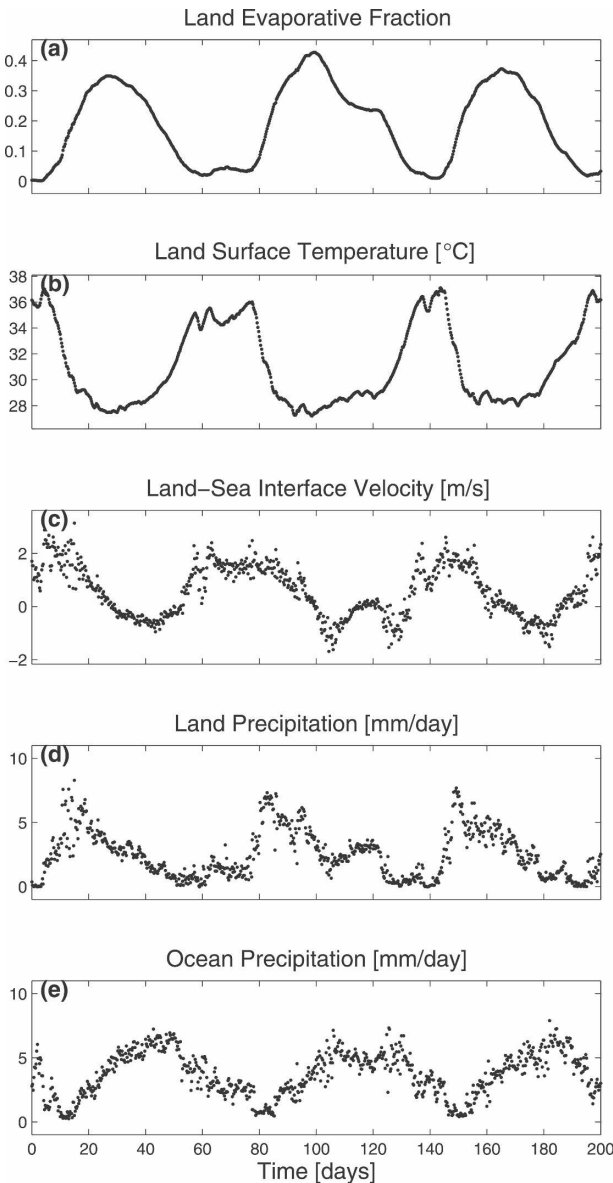 Land Evaporative Fraction
(a)
0.4
0.3
0.2
0.1
0
Land Surface Temperature [°C]
(b)
38
36
34
32
30
28
Land–Sea Interface Velocity [m/s]
(c)
2
0
−2
Land Precipitation [mm/day]
(d)
10
5
0
Ocean Precipitation [mm/day]
(e)
10
5
0
0 20 40 60 80 100 120 140 160 180 200
Time [days]